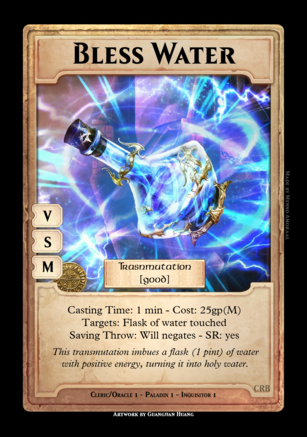 BLESS WATER
V
S
M
Trasnmutation
[good]
Casting Time: 1 min - Cost: 25gp(M)
Targets: Flask of water touched
Saving Throw: Will negates - SR: yes
This transmutation imbues a flask (1 pint) of water
with positive energy, turning it into holy water.
CRB
CLERIC/ORACLE 1 - PALADIN 1 - INQUISITOR 1
ARTWORK BY GUANGHAN HUANG